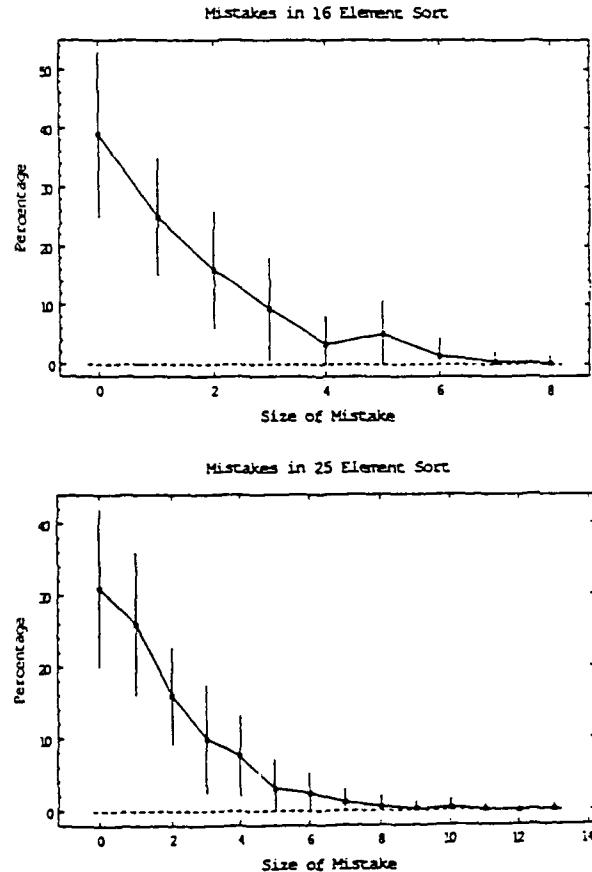 Mistakes in 16 Element Sort
50
40
30
20
10
0
Percentage
0 2 4 6 8
Size of Mistake
Mistakes in 25 Element Sort
40
30
20
10
0
Percentage
0 2 4 6 8 10 12 14
Size of Mistake